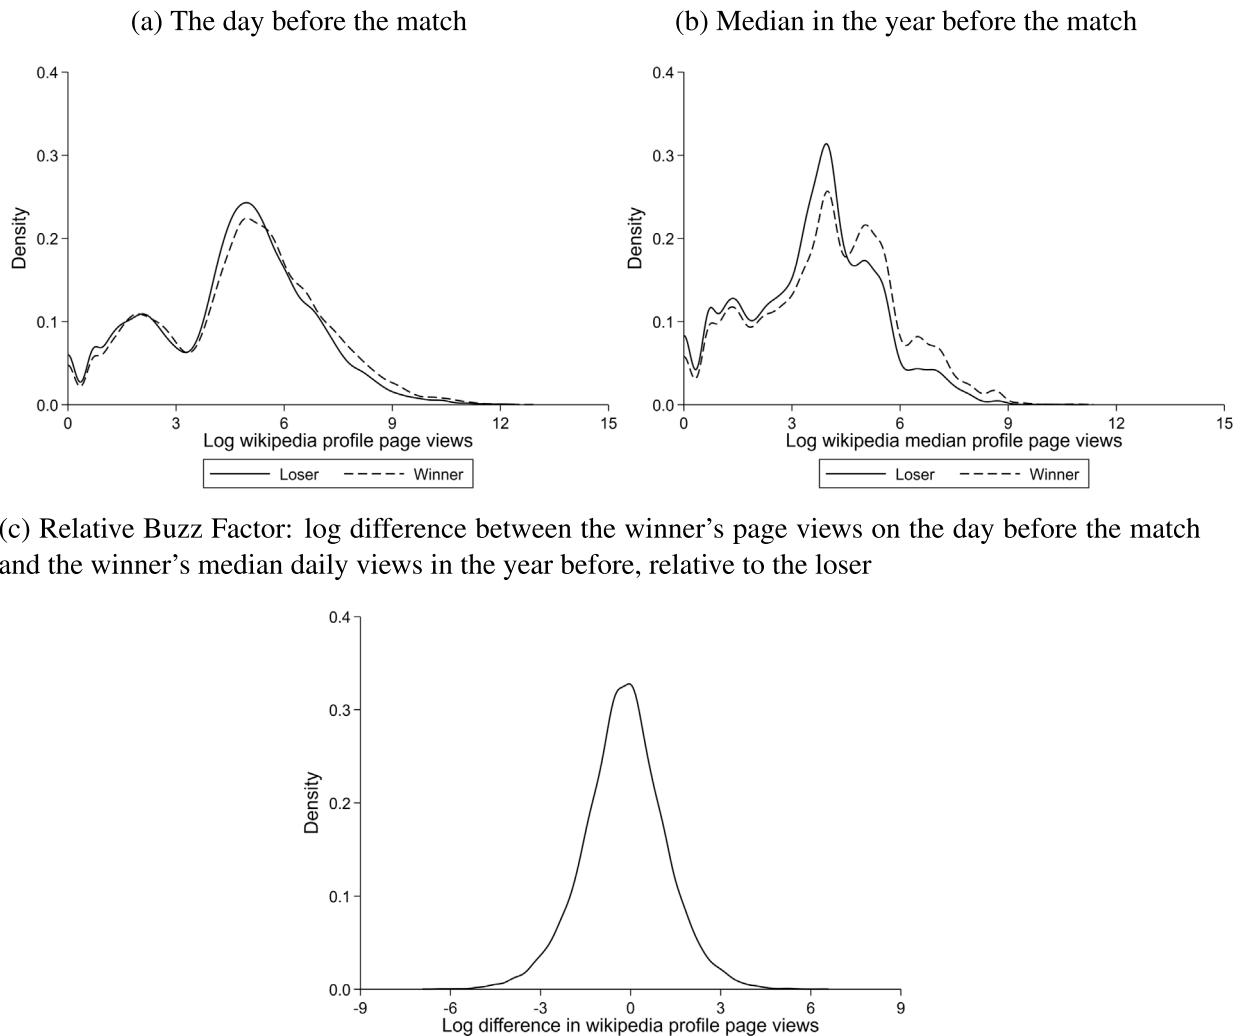 (a) The day before the match
(b) Median in the year before the match
0.4
0.3
0.2
0.1
0.0
Density
0 3 6 9 12 15
Log wikipedia profile page views
Loser Winner
0.4
0.3
0.2
0.1
0.0
Density
0 3 6 9 12 15
Log wikipedia median profile page views
Loser Winner
(c) Relative Buzz Factor: log difference between the winner's page views on the day before the match
and the winner's median daily views in the year before, relative to the loser
0.4
0.3
0.2
0.1
0.0
Density
-9 -6 -3 0 3 6 9
Log difference in wikipedia profile page views